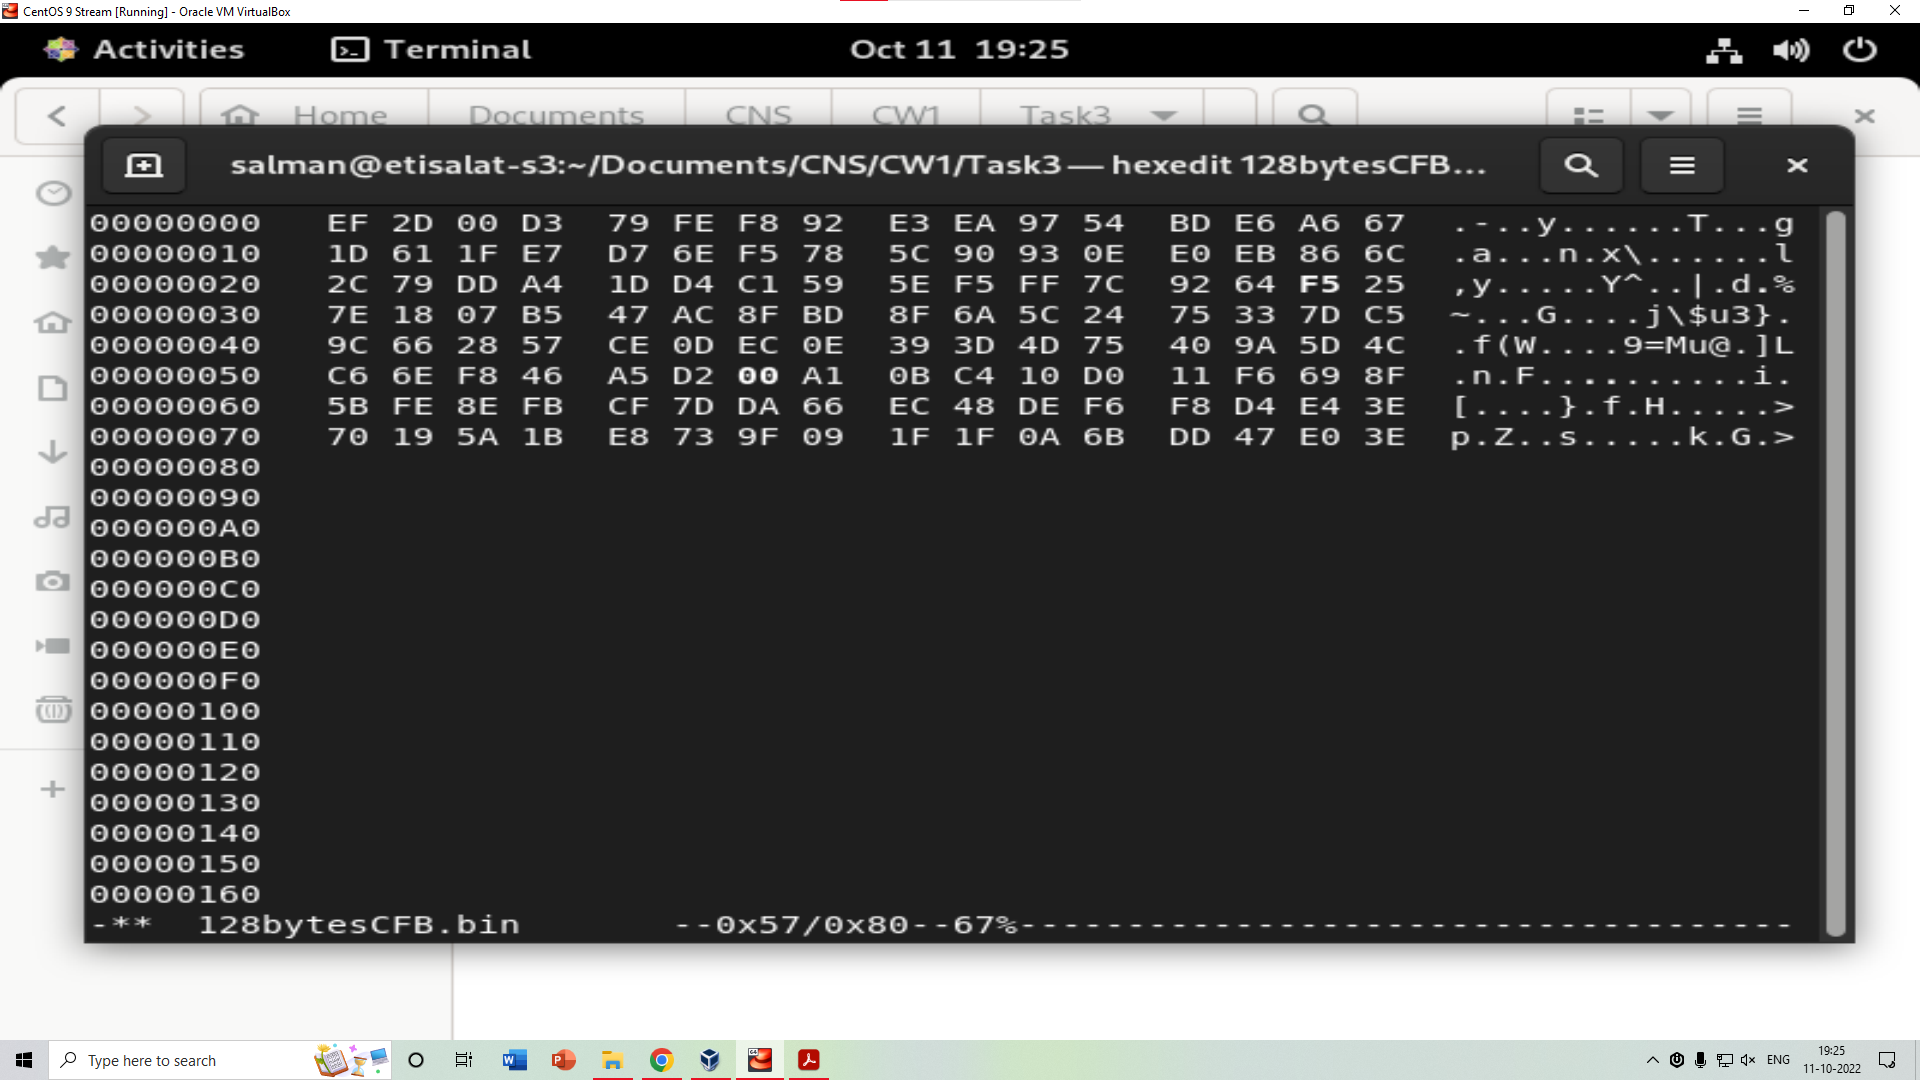 CentOS 9 Stream [Running] - Oracle VM VirtualBox
Activities Terminal Oct 11 19:25
Home Documents CNS CW1 Task3
salman@etisalat-s3:~/Documents/CNS/CW1/Task3 — hexedit 128bytesCFB...
00000000 EF 2D 00 D3 79 FE F8 92 E3 EA 97 54 BD E6 A6 67 .-..y......T...g
00000010 1D 61 1F E7 D7 6E F5 78 5C 90 93 0E E0 EB 86 6C .a...n.x\......l
00000020 2C 79 DD A4 1D D4 C1 59 5E F5 FF 7C 92 64 F5 25 ,y.....Y^..|.d.%
00000030 7E 18 07 B5 47 AC 8F BD 8F 6A 5C 24 75 33 7D C5 ~...G....j\$u3}.
00000040 9C 66 28 57 CE 0D EC 0E 39 3D 4D 75 40 9A 5D 4C .f(W....9=Mu@.]L
00000050 C6 6E F8 46 A5 D2 00 A1 0B C4 10 D0 11 F6 69 8F .n.F..........i.
00000060 5B FE 8E FB CF 7D DA 66 EC 48 DE F6 F8 D4 E4 3E [....}.f.H.....>
00000070 70 19 5A 1B E8 73 9F 09 1F 1F 0A 6B DD 47 E0 3E p.Z..s.....k.G.>
00000080
00000090
000000A0
000000B0
000000C0
000000D0
000000E0
000000F0
00000100
00000110
00000120
00000130
00000140
00000150
00000160
-** 128bytesCFB.bin --0x57/0x80--67%------------------------------------
Type here to search
ENG
19:25
11-10-2022